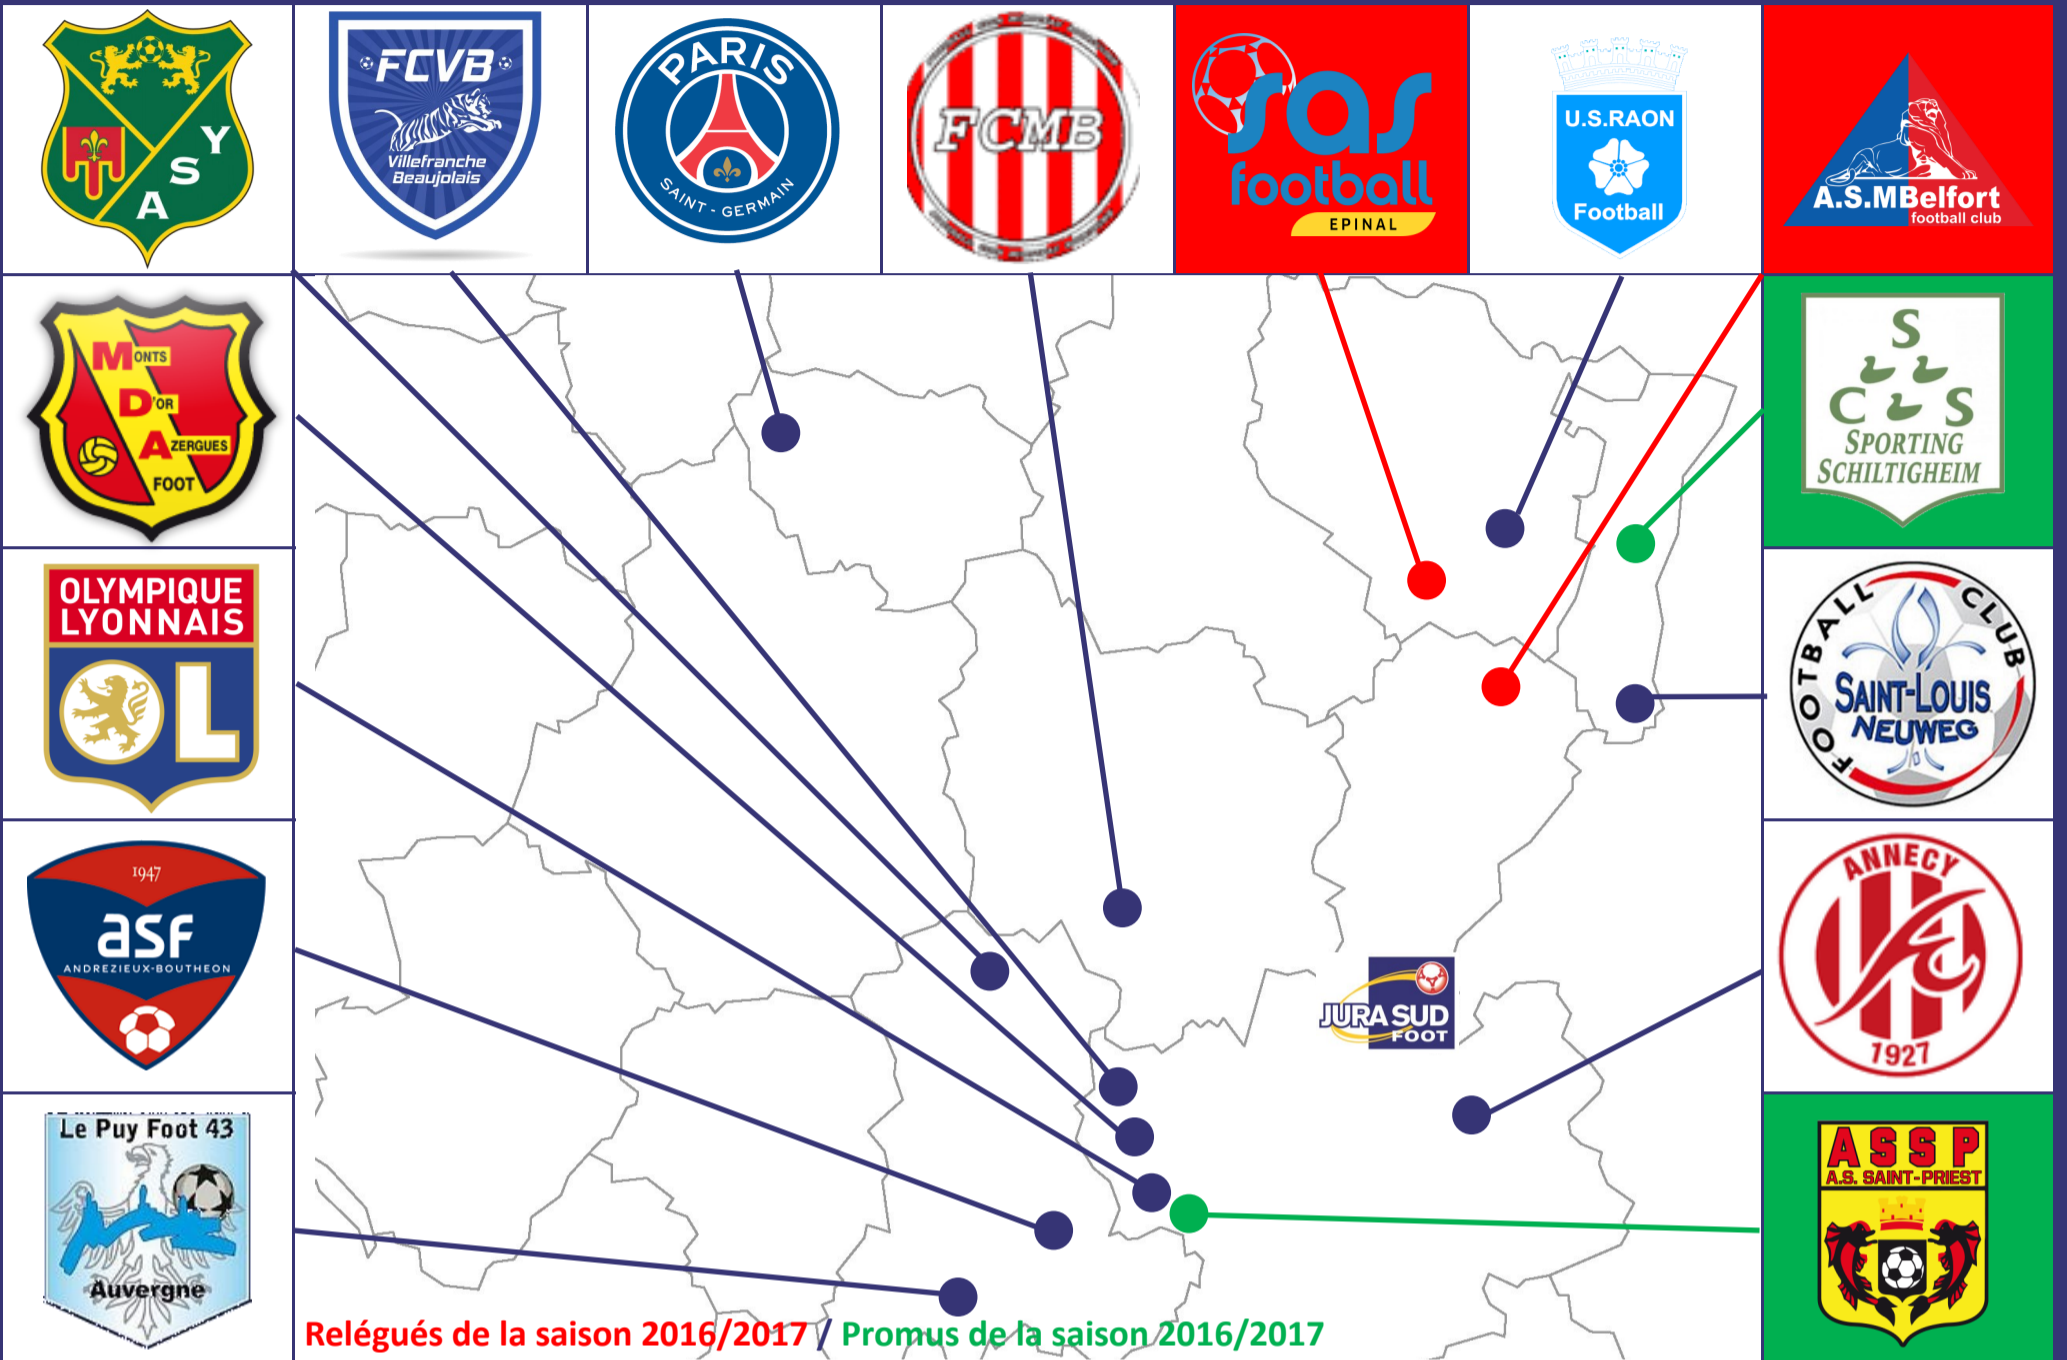 Y
S
A
FCVB
Villefranche
Beaujolais
PARIS
SAINT - GERMAIN
FCMB
sas
football
EPINAL
U.S.RAON
Football
A.S.MBelfort
football club
MONTS
D'OR
AZERGUES
FOOT
S
C S
SPORTING
SCHILTIGHEIM
OLYMPIQUE
LYONNAIS
OL
FOOTBALL CLUB
SAINT-LOUIS
NEUWEG
1947
asf
ANDREZIEUX-BOUTHEON
ANNECY
FC
1927
JURA SUD
FOOT
Le Puy Foot 43
Auvergne
ASSP
A.S. SAINT-PRIEST
Relégués de la saison 2016/2017 / Promus de la saison 2016/2017